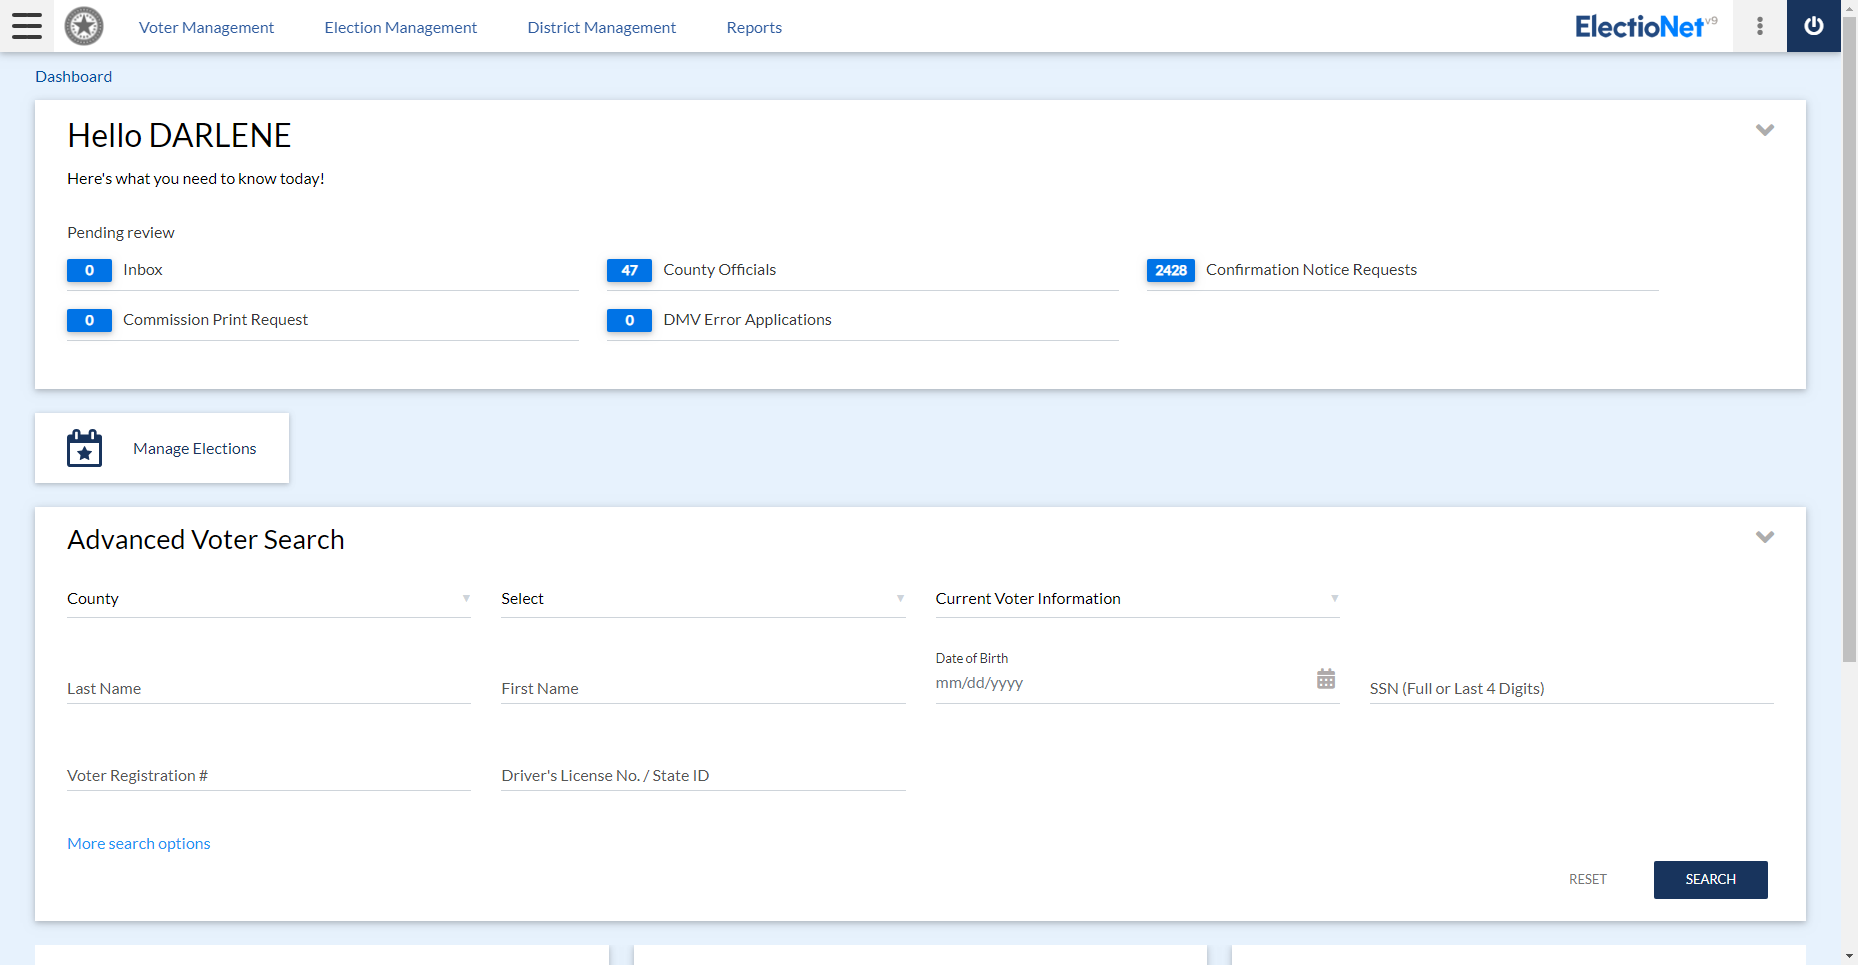 Voter Management
Election Management
District Management
Reports
ElectioNet v9
Dashboard
Hello DARLENE
Here's what you need to know today!
Pending review
0 Inbox
47 County Officials
2428 Confirmation Notice Requests
0 Commission Print Request
0 DMV Error Applications
Manage Elections
Advanced Voter Search
County
Select
Current Voter Information
Last Name
First Name
Date of Birth
mm/dd/yyyy
SSN (Full or Last 4 Digits)
Voter Registration #
Driver's License No. / State ID
More search options
RESET
SEARCH